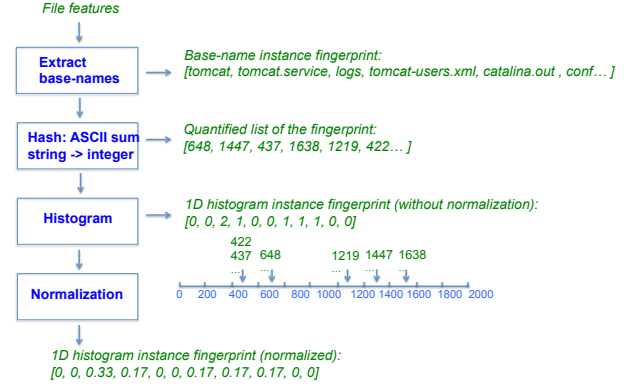 File features
Extract
base-names
Base-name instance fingerprint:
[tomcat, tomcat.service, logs, tomcat-users.xml, catalina.out , conf… ]
Hash: ASCII sum
string -> integer
Quantified list of the fingerprint:
[648, 1447, 437, 1638, 1219, 422… ]
Histogram
1D histogram instance fingerprint (without normalization):
[0, 0, 2, 1, 0, 0, 1, 1, 1, 0, 0]
422
437 648 1219 1447 1638
... ... ... ... ...
Normalization
0 200 400 600 800 1000 1200 1400 1600 1800 2000
1D histogram instance fingerprint (normalized):
[0, 0, 0.33, 0.17, 0, 0, 0.17, 0.17, 0.17, 0, 0]